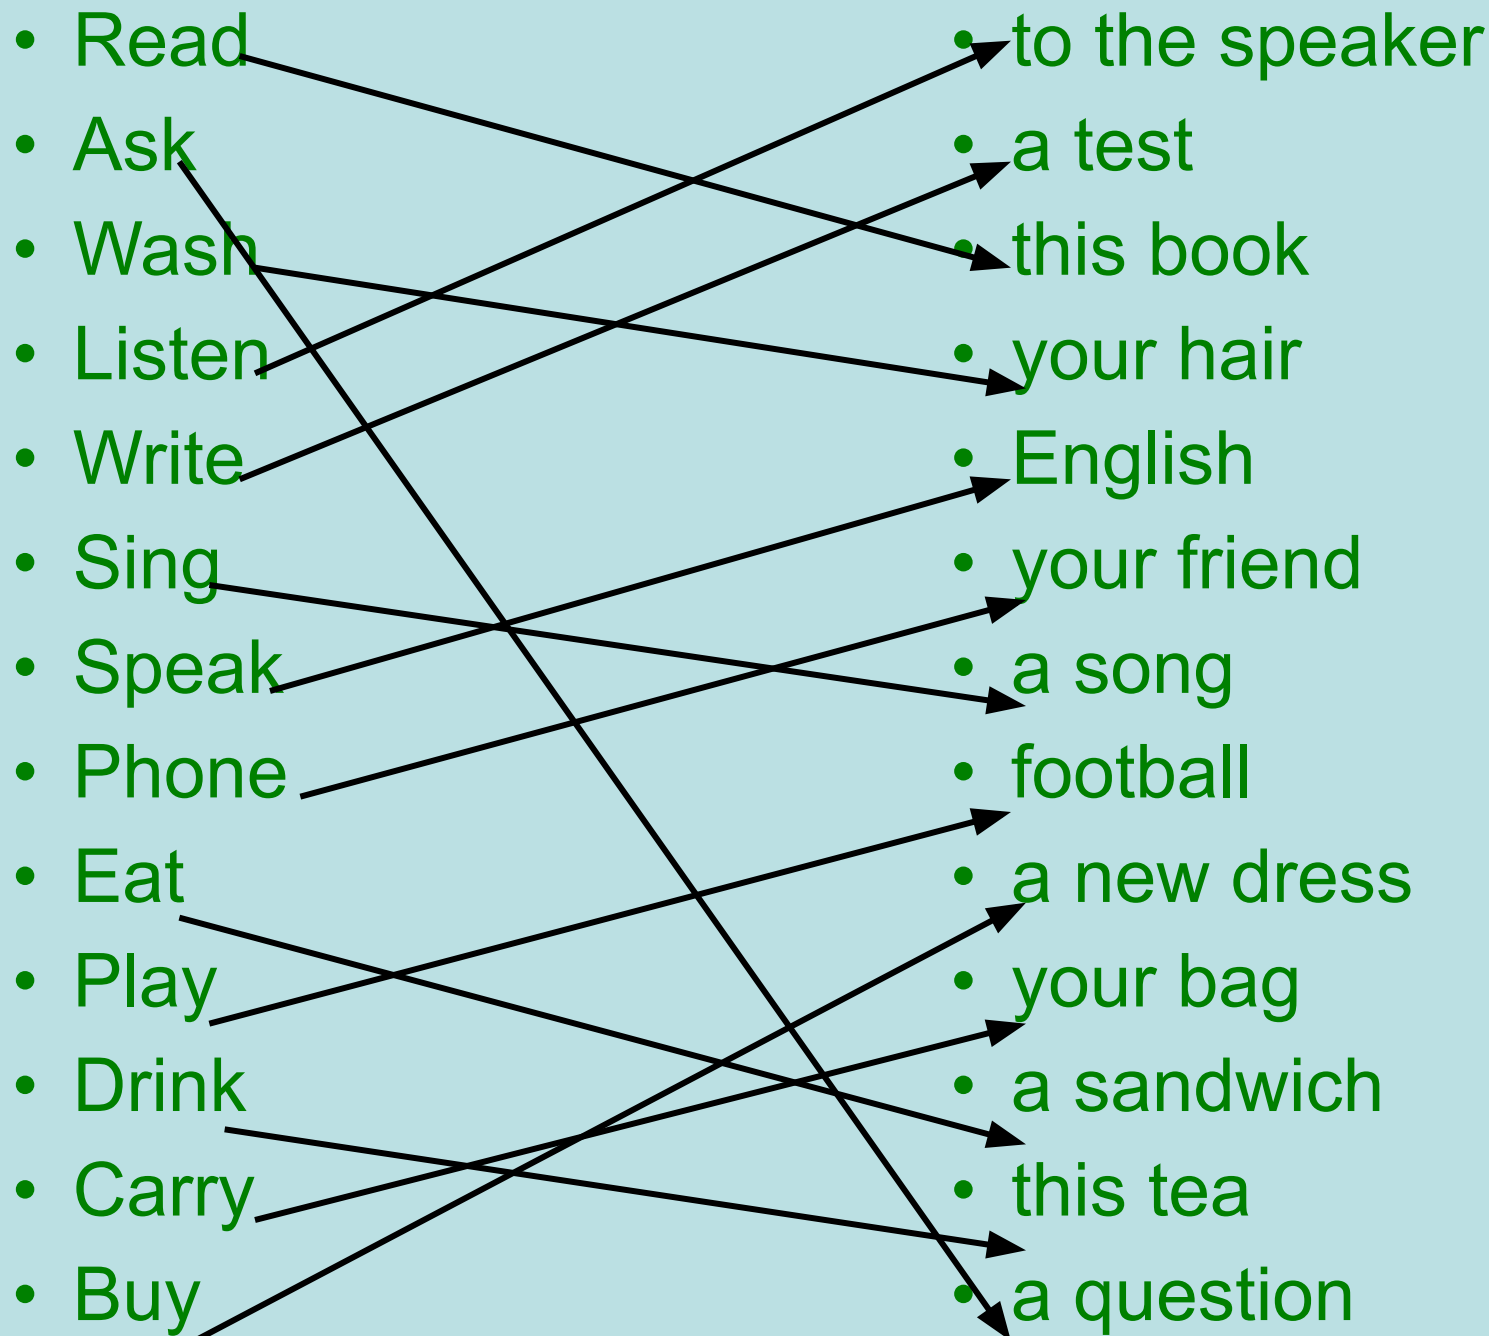 • Read
• Ask
• Wash
• Listen
• Write
• Sing
• Speak
• Phone
• Eat
• Play
• Drink
• Carry
• Buy
• to the speaker
• a test
• this book
• your hair
• English
• your friend
• a song
• football
• a new dress
• your bag
• a sandwich
• this tea
• a question